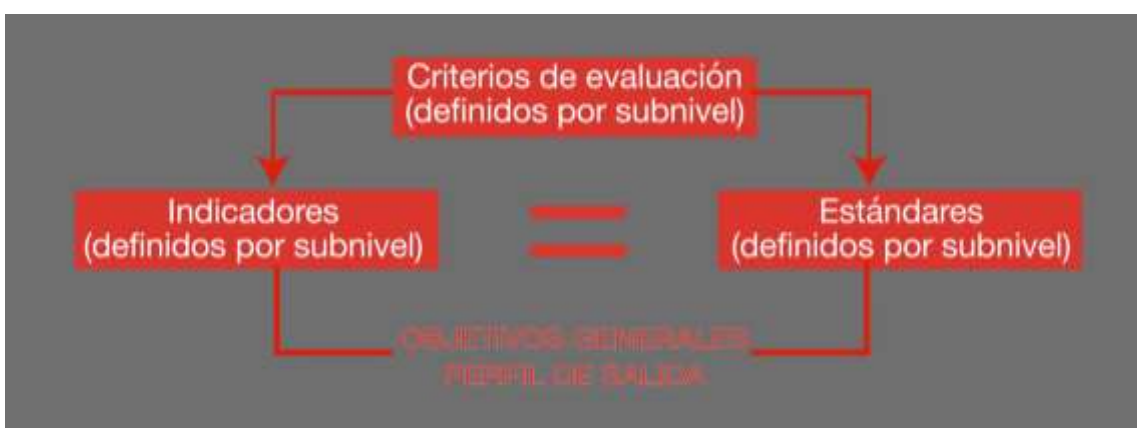 Criterios de evaluación
(definidos por subnivel)
Indicadores
(definidos por subnivel)
Estándares
(definidos por subnivel)
OBJETIVOS GENERALES
PERFIL DE SALIDA